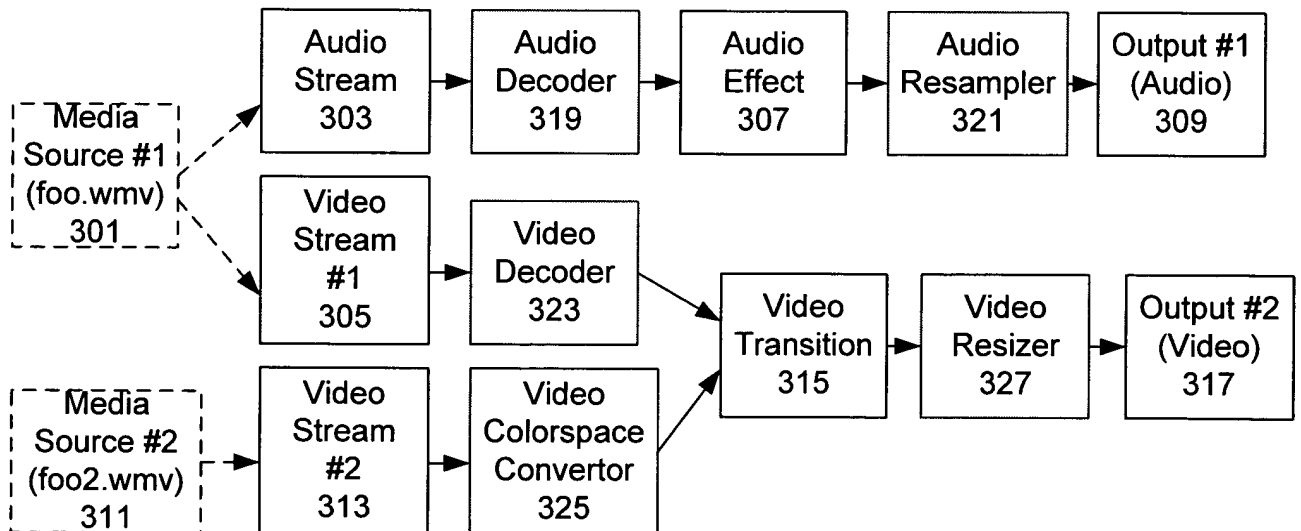 Audio
Stream
303
Audio
Decoder
319
Audio
Effect
307
Audio
Resampler
321
Output #1
(Audio)
309
Media
Source #1
(foo.wmv)
301
Video
Stream
#1
305
Video
Decoder
323
Video
Transition
315
Video
Resizer
327
Output #2
(Video)
317
Media
Source #2
(foo2.wmv)
311
Video
Stream
#2
313
Video
Colorspace
Convertor
325